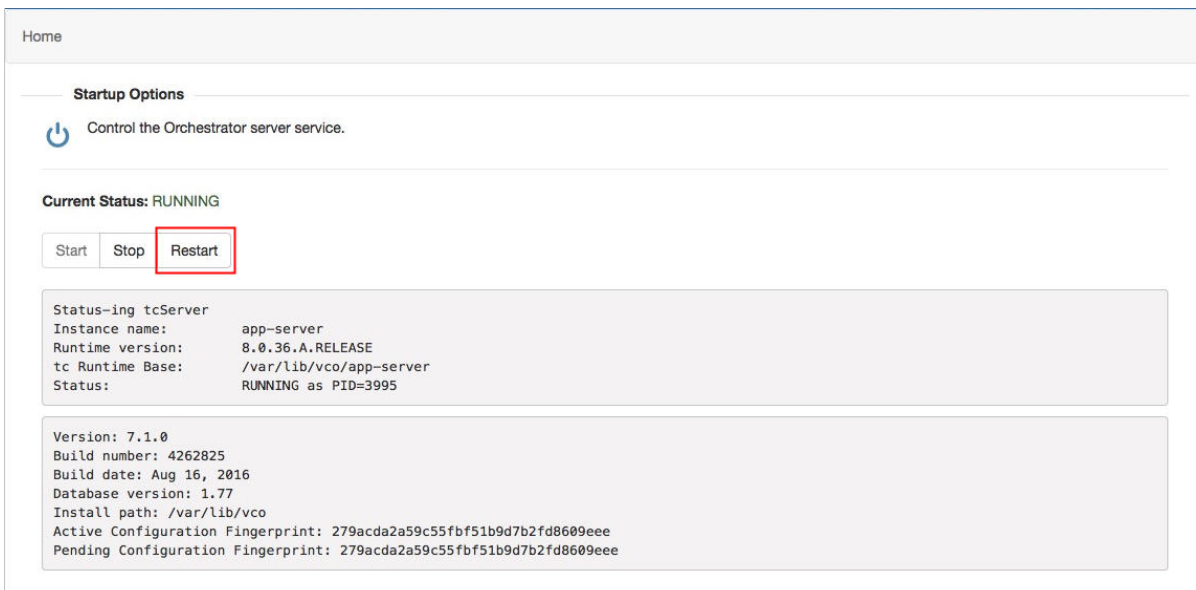 Home
Startup Options
Control the Orchestrator server service.
Current Status: RUNNING
Start Stop Restart
Status-ing tcServer
Instance name: app-server
Runtime version: 8.0.36.A.RELEASE
tc Runtime Base: /var/lib/vco/app-server
Status: RUNNING as PID=3995
Version: 7.1.0
Build number: 4262825
Build date: Aug 16, 2016
Database version: 1.77
Install path: /var/lib/vco
Active Configuration Fingerprint: 279acda2a59c55fbf51b9d7b2fd8609eee
Pending Configuration Fingerprint: 279acda2a59c55fbf51b9d7b2fd8609eee